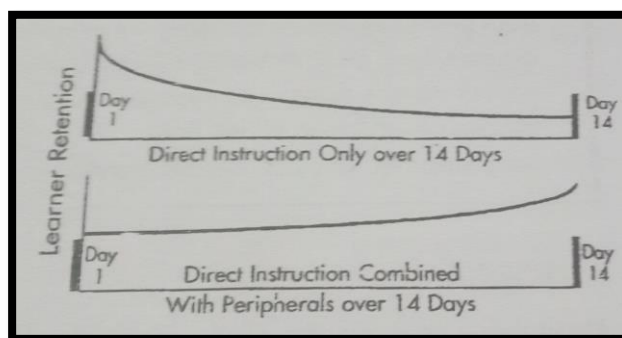 Learner Retention
Day
1
Day
14
Direct Instruction Only over 14 Days
Day
1
Direct Instruction Combined
With Peripherals over 14 Days
Day
14